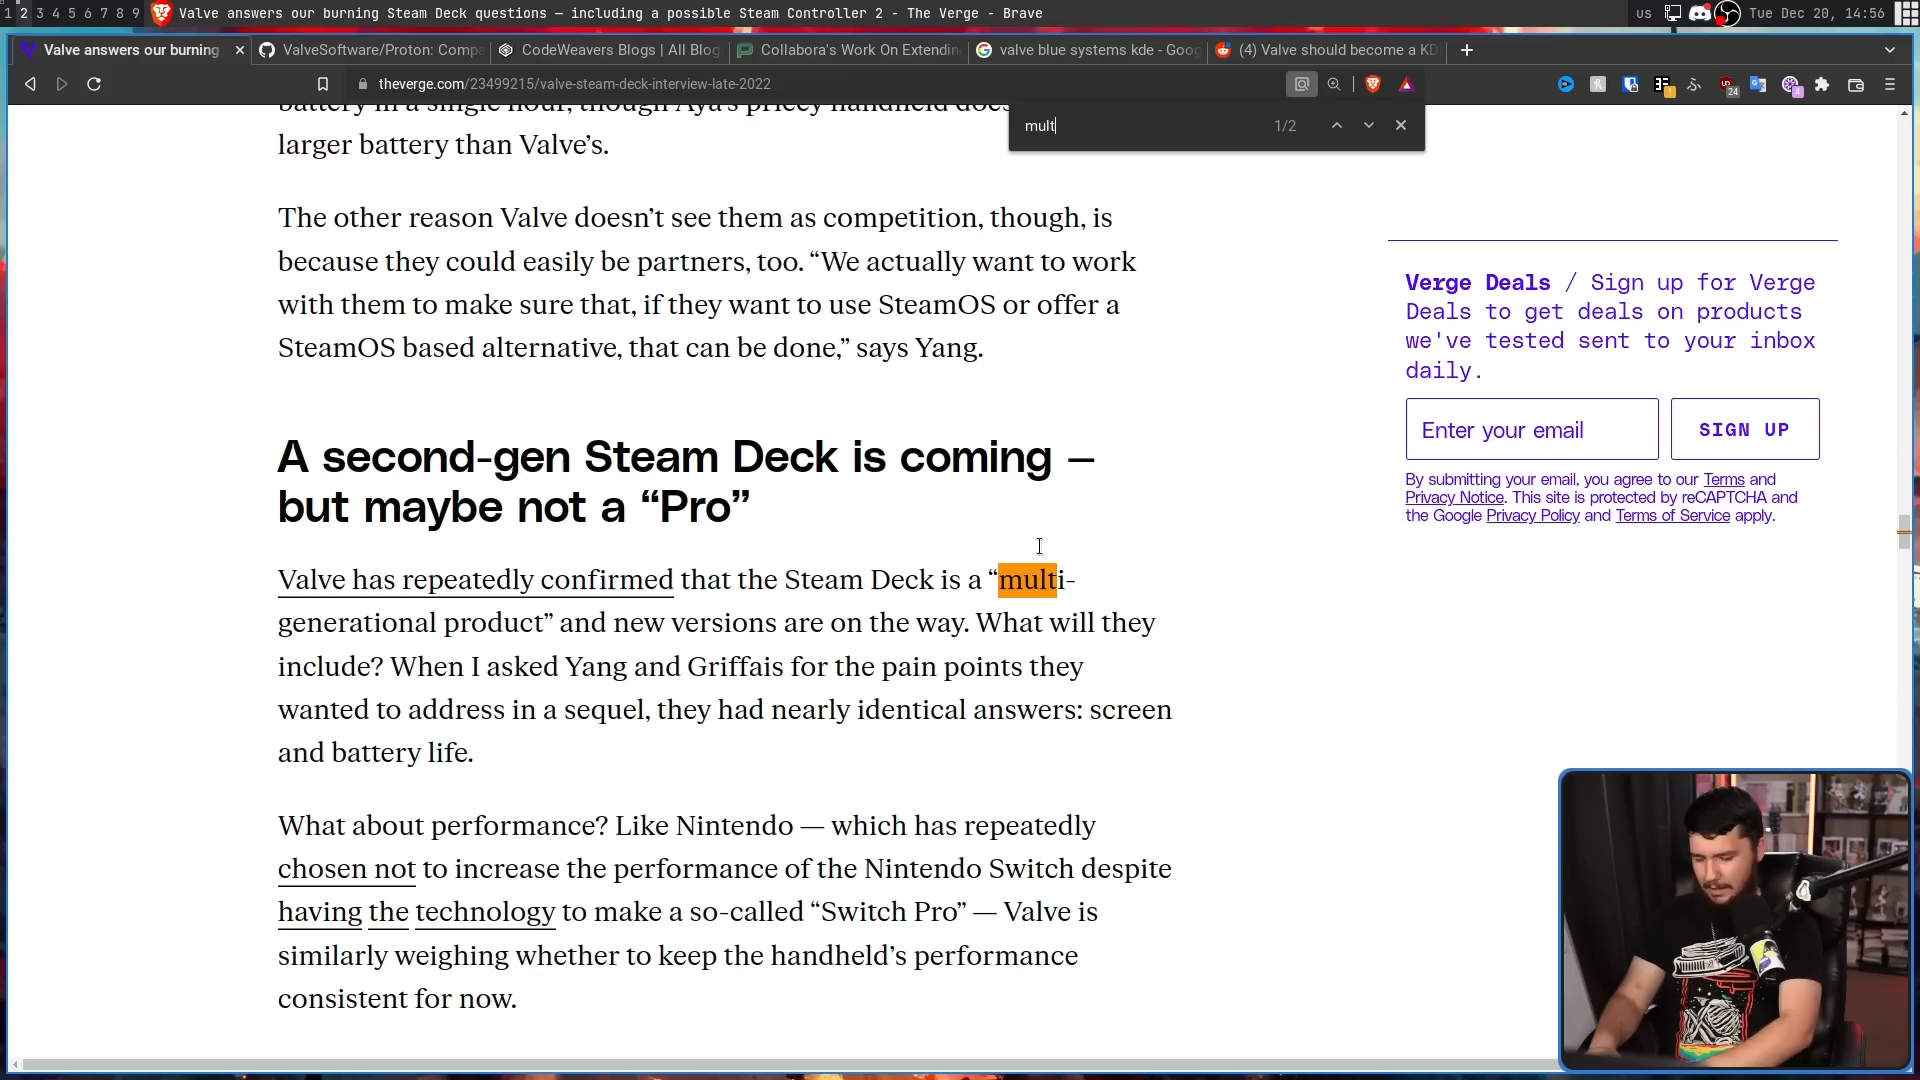 1 2 3 4 5 6 7 8 9 Valve answers our burning Steam Deck questions — including a possible Steam Controller 2 - The Verge - Brave us Tue Dec 20, 14:56
Valve answers our burning ValveSoftware/Proton: Compa CodeWeavers Blogs | All Blog Collabora's Work On Extendin valve blue systems kde - Goog (4) Valve should become a KD
theverge.com/23499215/valve-steam-deck-interview-late-2022
24
4
mult 1/2
battery in a single hour, though Aya's pricey handheld does
larger battery than Valve’s.
The other reason Valve doesn’t see them as competition, though, is
because they could easily be partners, too. “We actually want to work
with them to make sure that, if they want to use SteamOS or offer a
SteamOS based alternative, that can be done,” says Yang.
A second-gen Steam Deck is coming —
but maybe not a “Pro”
Valve has repeatedly confirmed that the Steam Deck is a “multi-
generational product” and new versions are on the way. What will they
include? When I asked Yang and Griffais for the pain points they
wanted to address in a sequel, they had nearly identical answers: screen
and battery life.
What about performance? Like Nintendo — which has repeatedly
chosen not to increase the performance of the Nintendo Switch despite
having the technology to make a so-called “Switch Pro” — Valve is
similarly weighing whether to keep the handheld’s performance
consistent for now.
Verge Deals / Sign up for Verge
Deals to get deals on products
we've tested sent to your inbox
daily.
Enter your email SIGN UP
By submitting your email, you agree to our Terms and
Privacy Notice. This site is protected by reCAPTCHA and
the Google Privacy Policy and Terms of Service apply.